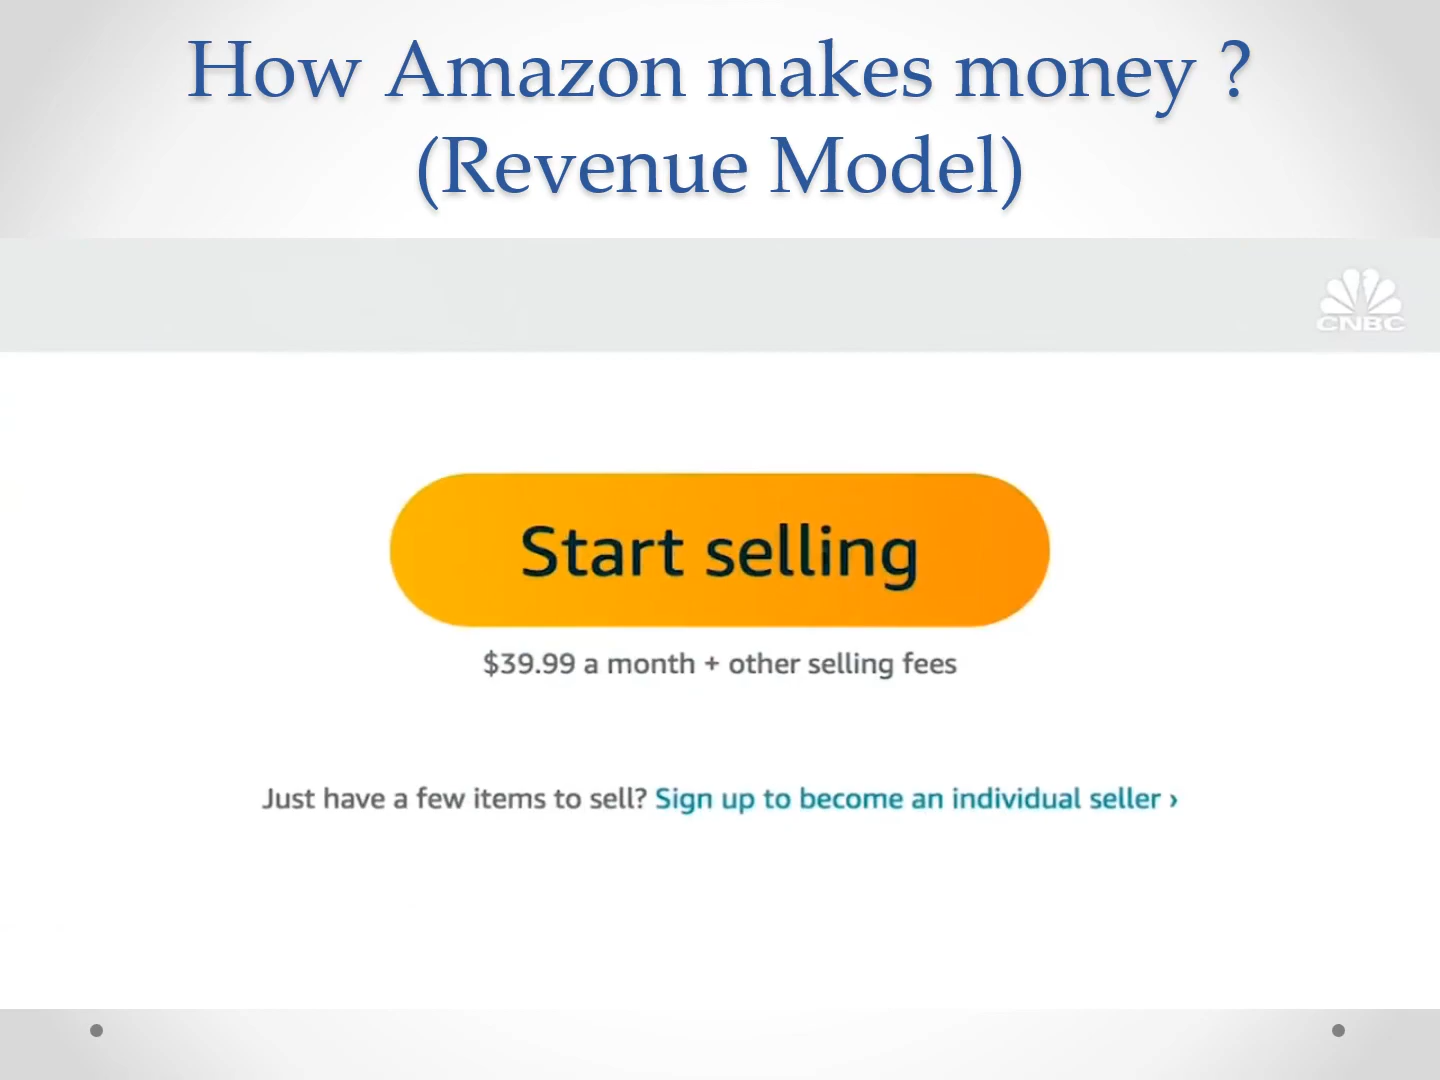 How Amazon makes money ?
(Revenue Model)
CNBC
Start selling
$39.99 a month + other selling fees
Just have a few items to sell? Sign up to become an individual seller ›